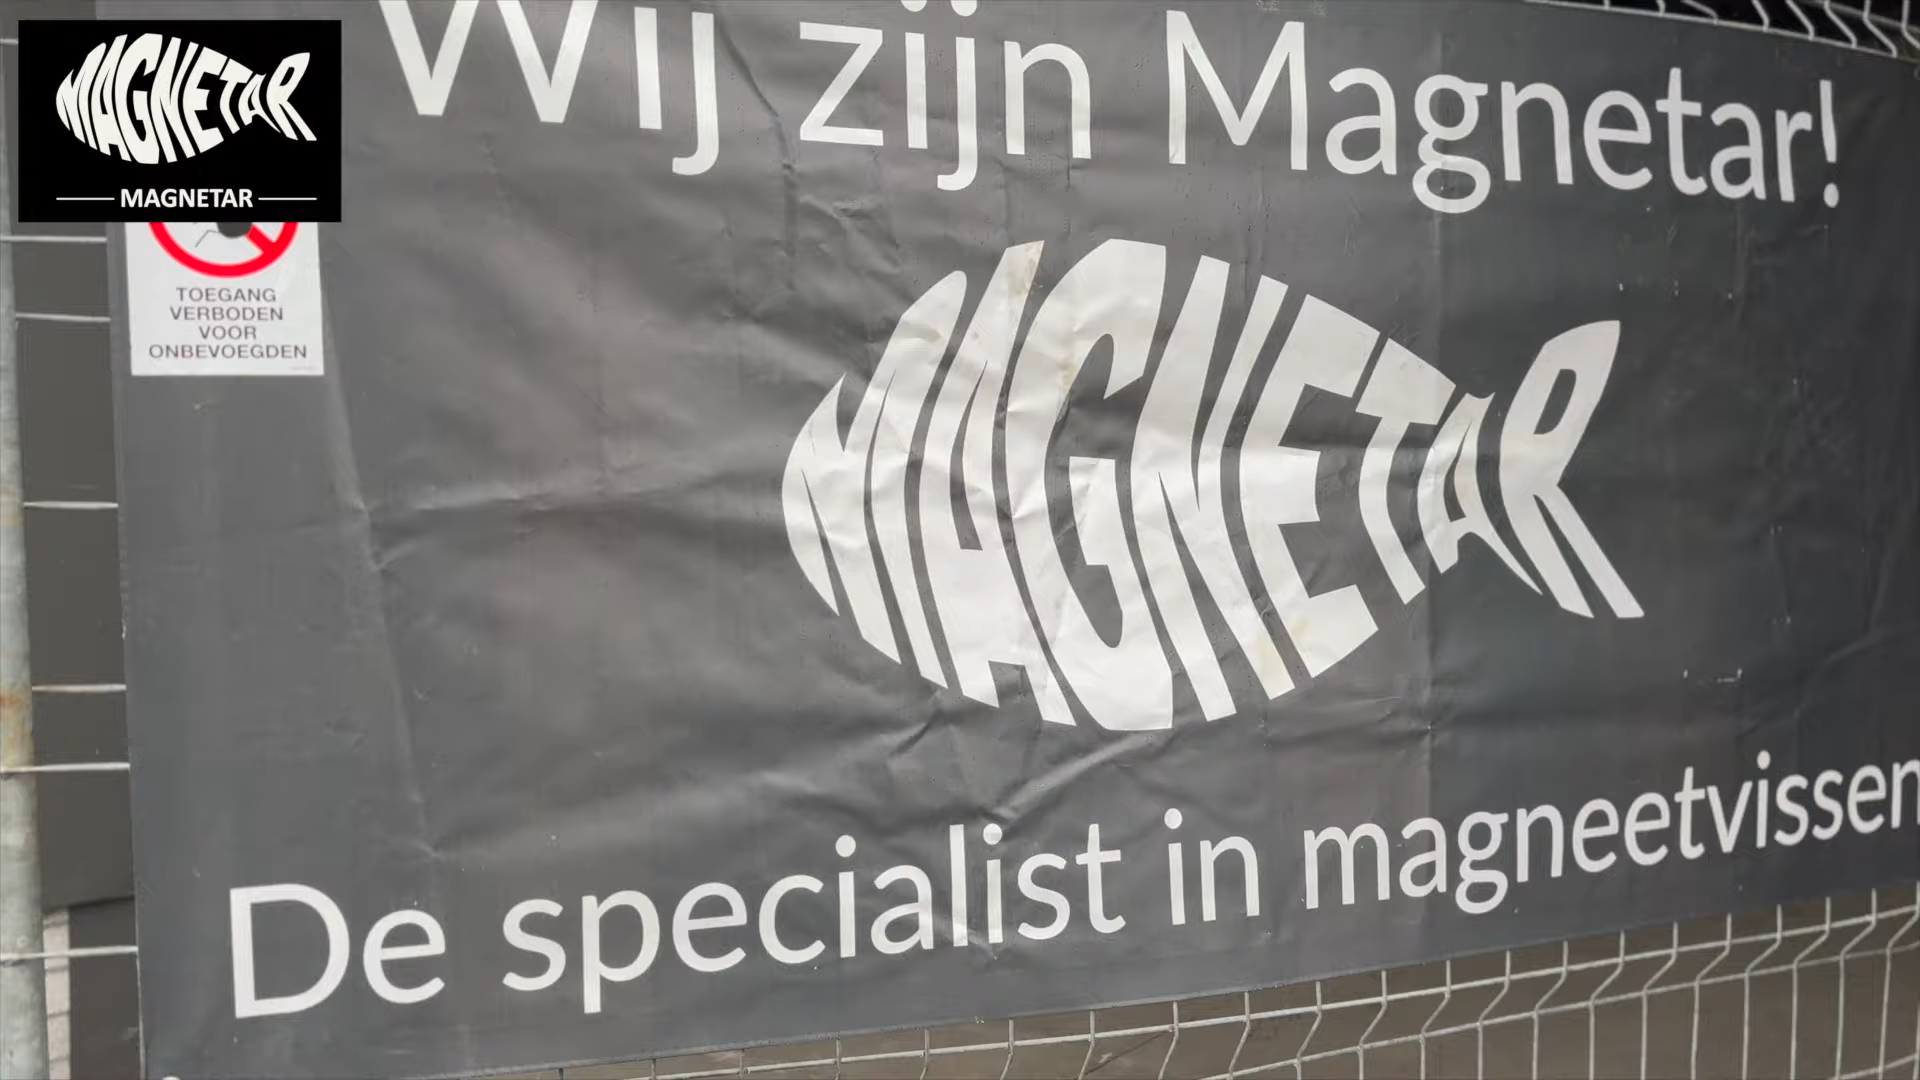 Wij zijn Magnetar!
MAGNETAR
MAGNETAR
TOEGANG
VERBODEN
VOOR
ONBEVOEGDEN
MAGNETAR
De specialist in magneetvissen